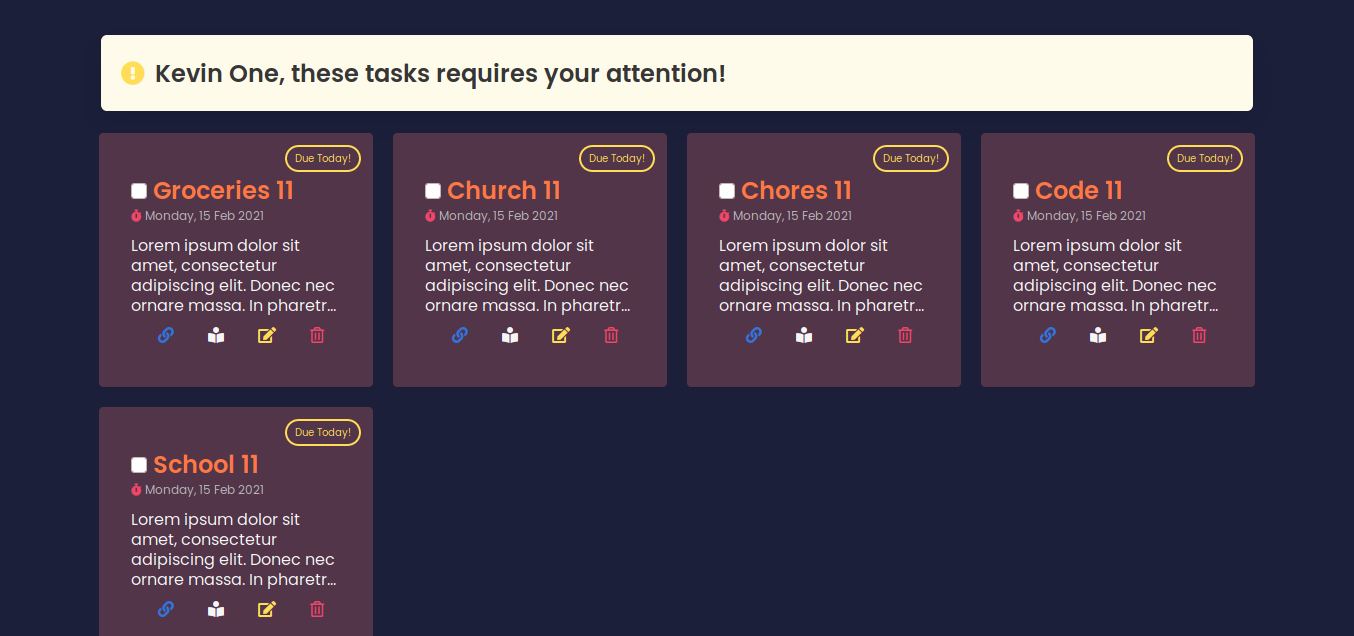 Kevin One, these tasks requires your attention!
Due Today!
Groceries 11
Monday, 15 Feb 2021
Lorem ipsum dolor sit
amet, consectetur
adipiscing elit. Donec nec
ornare massa. In pharetr...
Due Today!
Church 11
Monday, 15 Feb 2021
Lorem ipsum dolor sit
amet, consectetur
adipiscing elit. Donec nec
ornare massa. In pharetr...
Due Today!
Chores 11
Monday, 15 Feb 2021
Lorem ipsum dolor sit
amet, consectetur
adipiscing elit. Donec nec
ornare massa. In pharetr...
Due Today!
Code 11
Monday, 15 Feb 2021
Lorem ipsum dolor sit
amet, consectetur
adipiscing elit. Donec nec
ornare massa. In pharetr...
Due Today!
School 11
Monday, 15 Feb 2021
Lorem ipsum dolor sit
amet, consectetur
adipiscing elit. Donec nec
ornare massa. In pharetr...